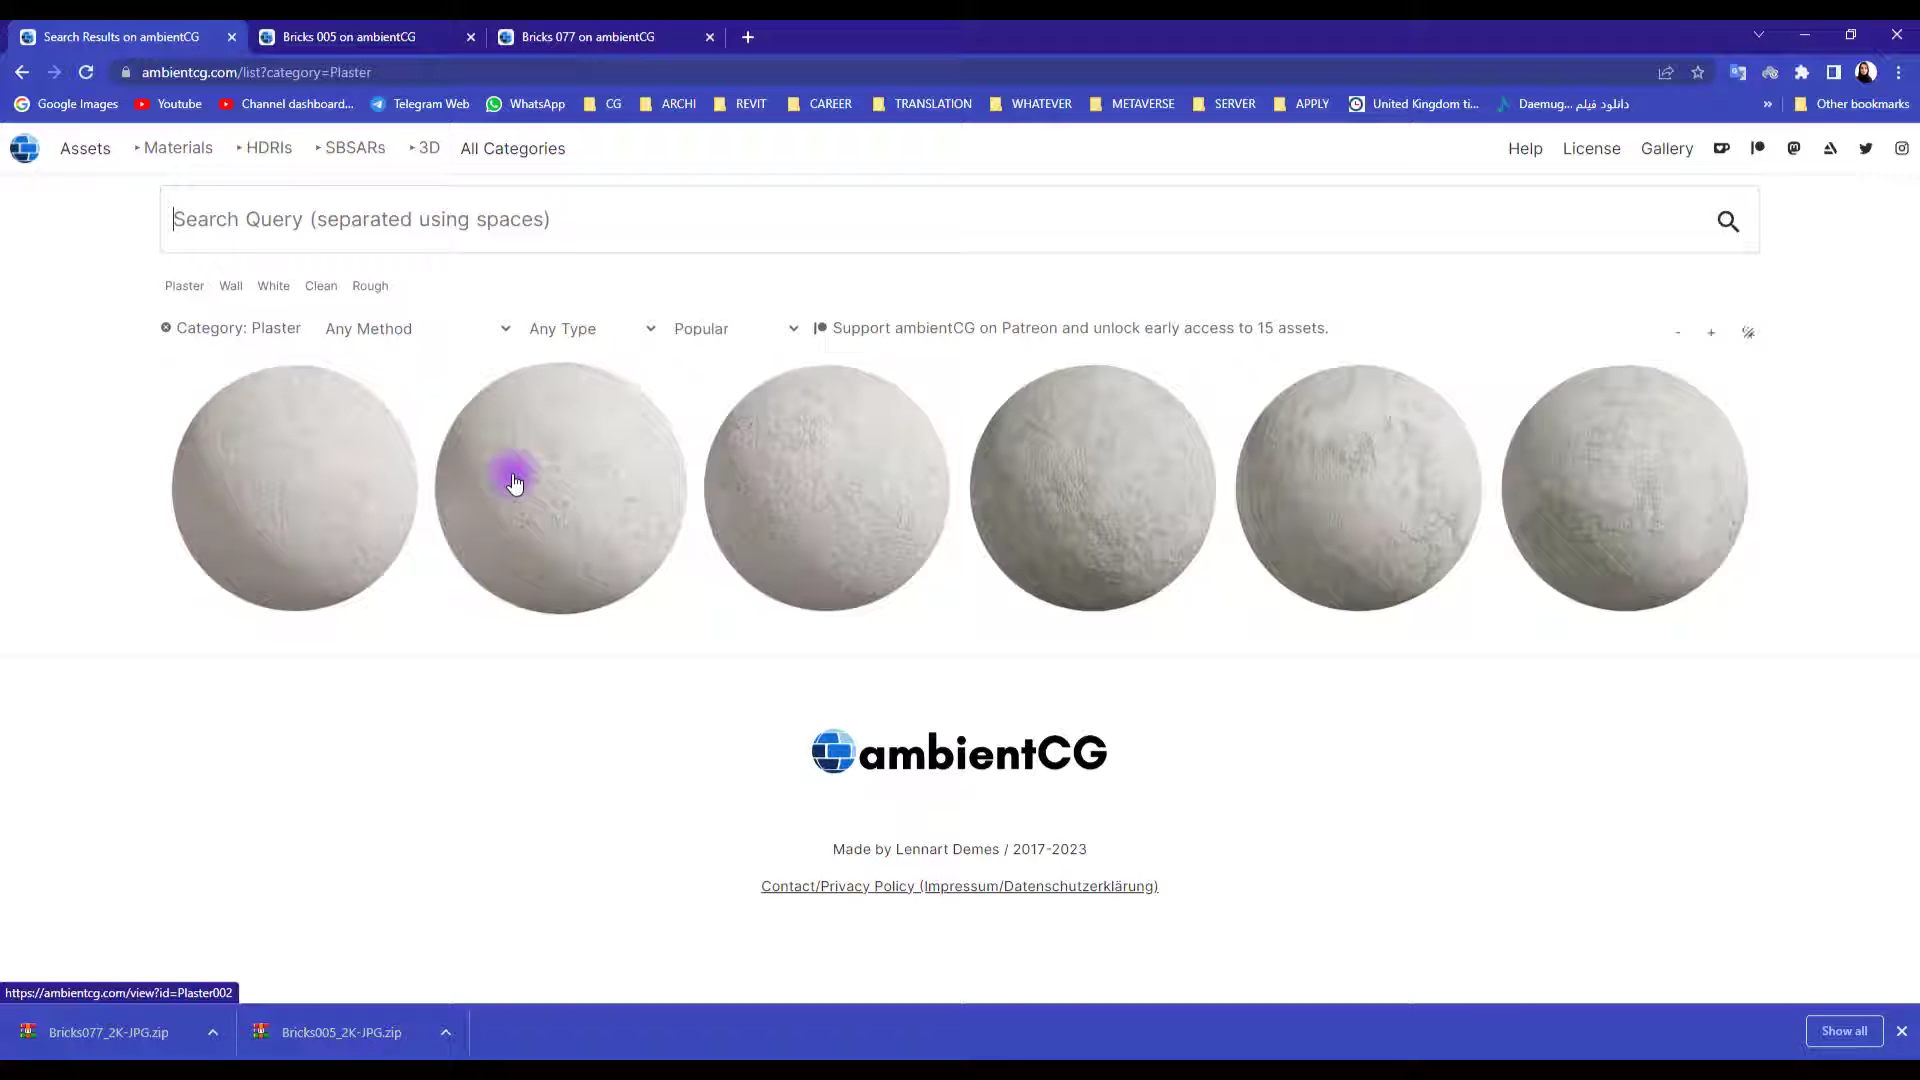 Search Results on ambientCG
Bricks 005 on ambientCG
Bricks 077 on ambientCG
ambientcg.com/list?category=Plaster
Google Images
Youtube
Channel dashboard...
Telegram Web
WhatsApp
CG
ARCHI
REVIT
CAREER
TRANSLATION
WHATEVER
METAVERSE
SERVER
APPLY
United Kingdom ti...
دانلود فیلم ...Daemug
Other bookmarks
Assets
Materials
HDRIs
SBSARs
3D
All Categories
Help
License
Gallery
Search Query (separated using spaces)
Plaster Wall White Clean Rough
Category: Plaster
Any Method
Any Type
Popular
Support ambientCG on Patreon and unlock early access to 15 assets.
- +
ambientCG
Made by Lennart Demes / 2017-2023
Contact/Privacy Policy (Impressum/Datenschutzerklärung)
https://ambientcg.com/view?id=Plaster002
Bricks077_2K-JPG.zip
Bricks005_2K-JPG.zip
Show all